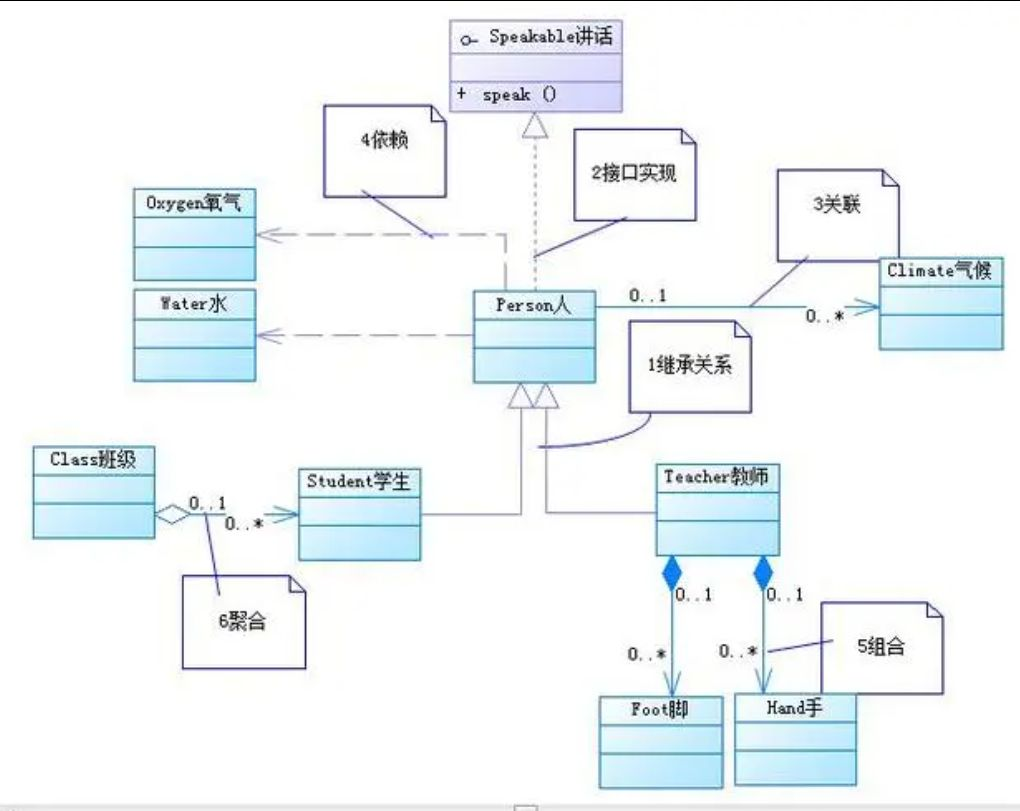 Speakable讲话
+ speak ()
4依赖
2接口实现
Oxygen氧气
3关联
Climate气候
Water水
Person人
0..1
0..*
1继承关系
Class班级
Student学生
Teacher教师
0..1
0..*
0..1
0..1
6聚合
0..*
0..*
5组合
Foot脚
Hand手